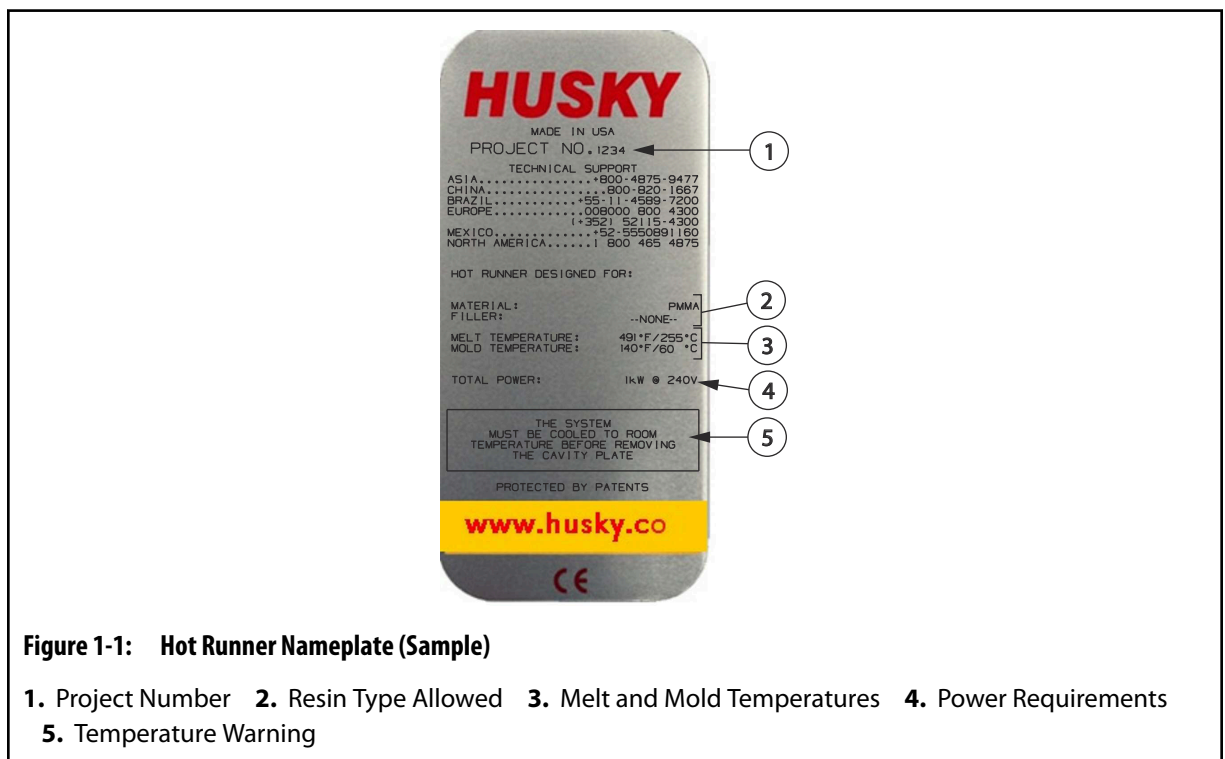 HUSKY
MADE IN USA
PROJECT NO. 1234
1
TECHNICAL SUPPORT
ASIA...............+800-4875-9477
CHINA...............800-820-1667
BRAZIL...........+55-11-4589-7200
EUROPE...........008000 800 4300
(+352) 52115-4300
MEXICO.............+52-5550891160
NORTH AMERICA......1 800 465 4875
HOT RUNNER DESIGNED FOR:
MATERIAL: PMMA
FILLER: --NONE--
2
MELT TEMPERATURE: 491°F/255°C
MOLD TEMPERATURE: 140°F/60 °C
3
TOTAL POWER: 1kW @ 240V
4
THE SYSTEM
MUST BE COOLED TO ROOM
TEMPERATURE BEFORE REMOVING
THE CAVITY PLATE
5
PROTECTED BY PATENTS
www.husky.co
CE
Figure 1-1: Hot Runner Nameplate (Sample)
1. Project Number 2. Resin Type Allowed 3. Melt and Mold Temperatures 4. Power Requirements
5. Temperature Warning